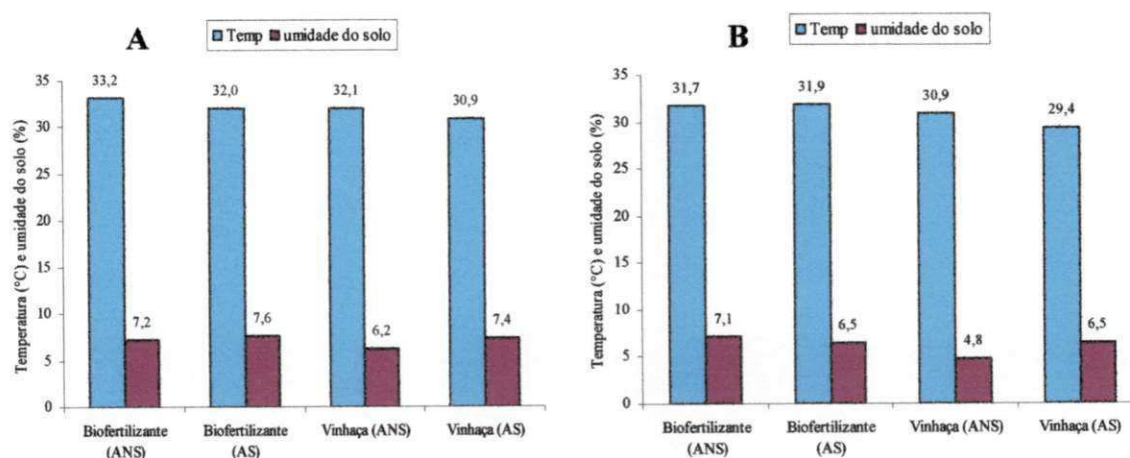 A
Temp umidade do solo
Temperatura (°C) e umidade do solo (%)
35
30
25
20
15
10
5
0
33,2
32,0
32,1
30,9
7,2
7,6
6,2
7,4
Biofertilizante
(ANS)
Biofertilizante
(AS)
Vinhaça (ANS)
Vinhaça (AS)
B
Temp umidade do solo
Temperatura (°C) e umidade do solo (%)
35
30
25
20
15
10
5
0
31,7
31,9
30,9
29,4
7,1
6,5
4,8
6,5
Biofertilizante
(ANS)
Biofertilizante
(AS)
Vinhaça (ANS)
Vinhaça (AS)